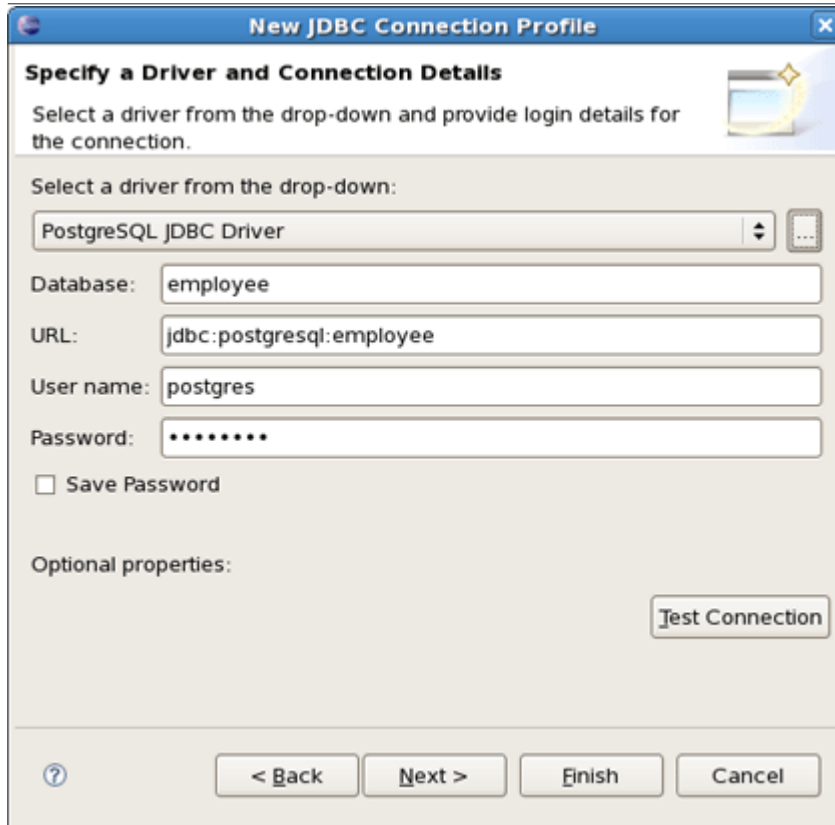 New JDBC Connection Profile
Specify a Driver and Connection Details
Select a driver from the drop-down and provide login details for
the connection.
Select a driver from the drop-down:
PostgreSQL JDBC Driver
...
Database: employee
URL: jdbc:postgresql:employee
User name: postgres
Password: ••••••••
Save Password
Optional properties:
Test Connection
? < Back Next > Finish Cancel